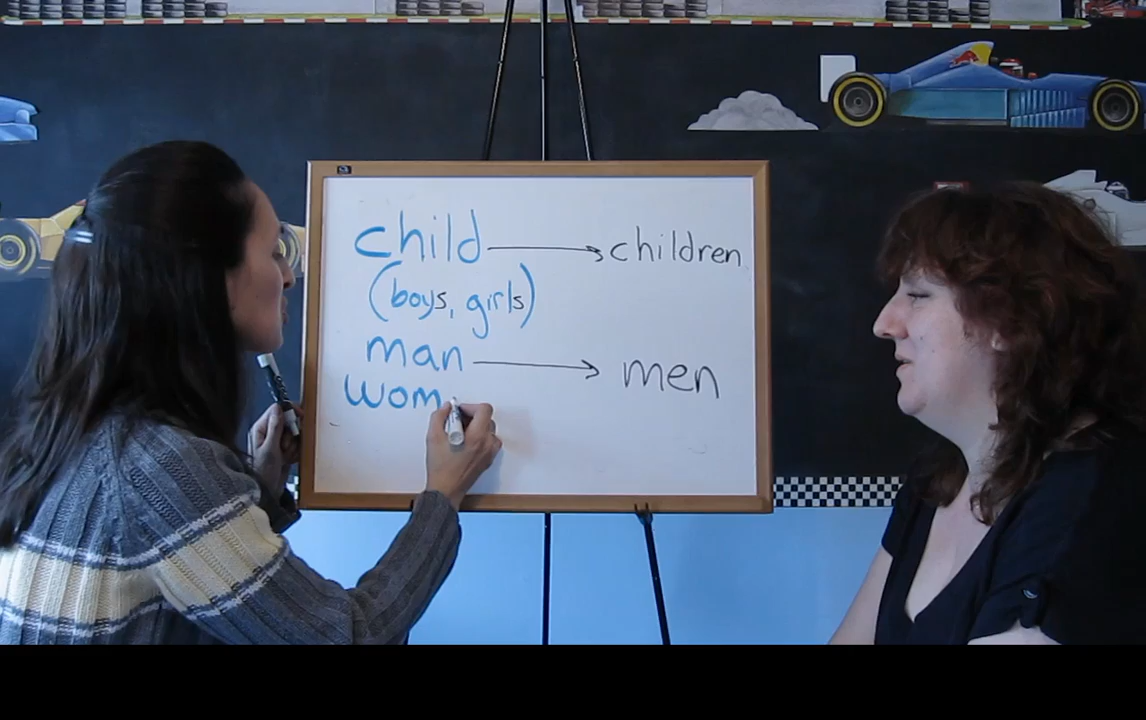 child → children
(boys, girls)
man → men
wom